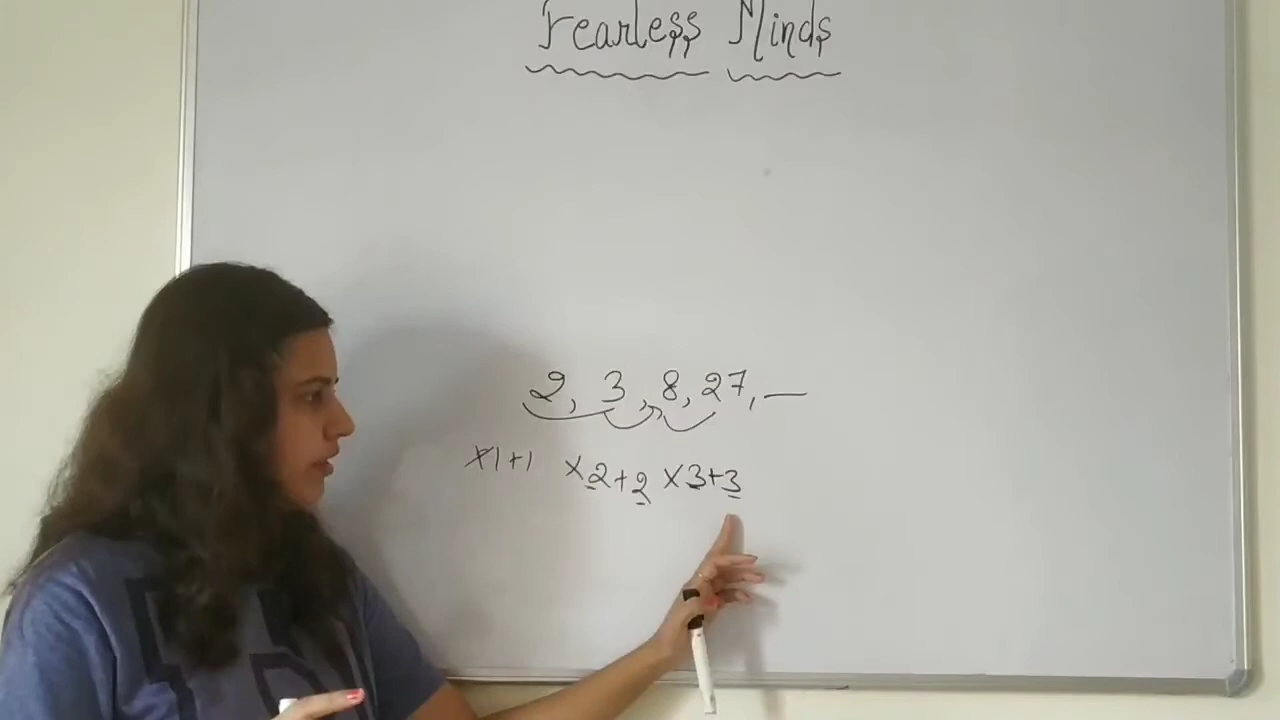 Fearless Minds
2, 3, 8, 27, —
×1+1 ×2+2 ×3+3